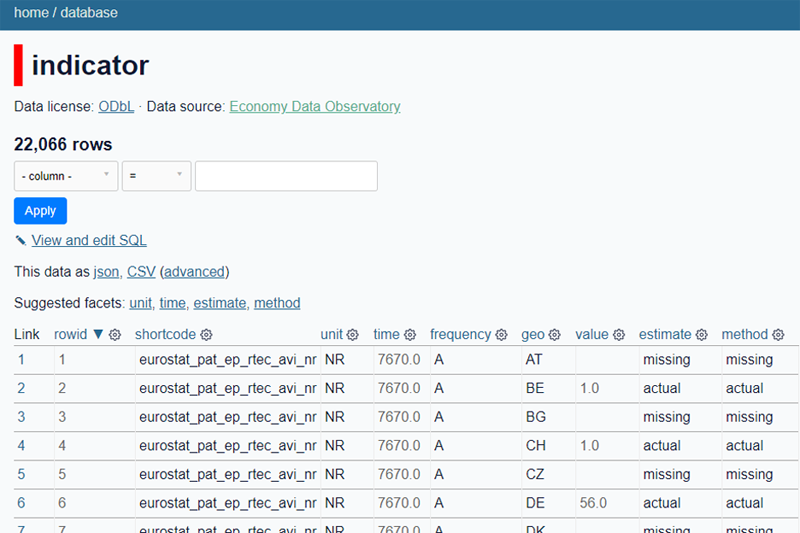 home / database
indicator
Data license: ODbL · Data source: Economy Data Observatory
22,066 rows
- column - =
Apply
View and edit SQL
This data as json, CSV (advanced)
Suggested facets: unit, time, estimate, method
Link rowid ▼ shortcode unit time frequency geo value estimate method
1 1 eurostat_pat_ep_rtec_avi_nr NR 7670.0 A AT missing missing
2 2 eurostat_pat_ep_rtec_avi_nr NR 7670.0 A BE 1.0 actual actual
3 3 eurostat_pat_ep_rtec_avi_nr NR 7670.0 A BG missing missing
4 4 eurostat_pat_ep_rtec_avi_nr NR 7670.0 A CH 1.0 actual actual
5 5 eurostat_pat_ep_rtec_avi_nr NR 7670.0 A CZ missing missing
6 6 eurostat_pat_ep_rtec_avi_nr NR 7670.0 A DE 56.0 actual actual
7 7 eurostat_pat_ep_rtec_avi_nr NR 7670.0 A DK missing missing